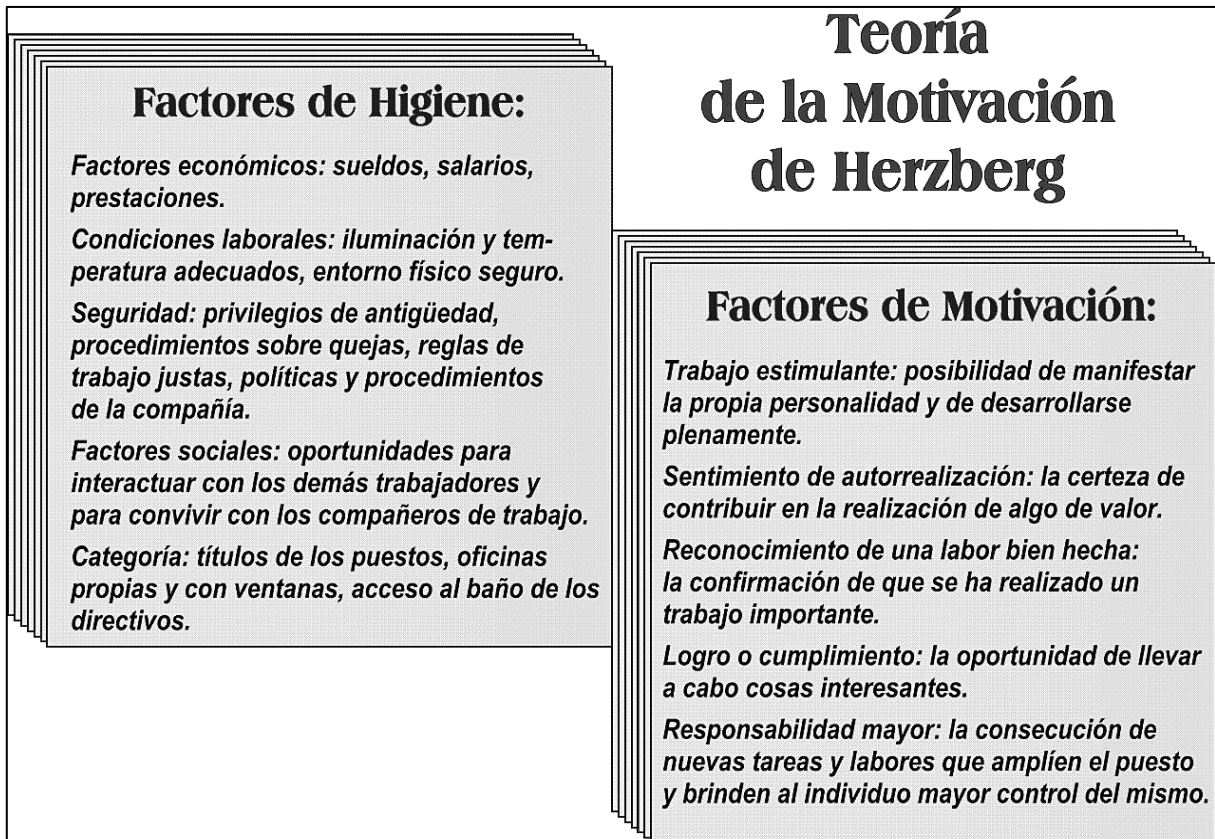 Teoría
de la Motivación
de Herzberg
Factores de Higiene:
Factores económicos: sueldos, salarios,
prestaciones.
Condiciones laborales: iluminación y tem-
peratura adecuados, entorno físico seguro.
Seguridad: privilegios de antigüedad,
procedimientos sobre quejas, reglas de
trabajo justas, políticas y procedimientos
de la compañía.
Factores sociales: oportunidades para
interactuar con los demás trabajadores y
para convivir con los compañeros de trabajo.
Categoría: títulos de los puestos, oficinas
propias y con ventanas, acceso al baño de los
directivos.
Factores de Motivación:
Trabajo estimulante: posibilidad de manifestar
la propia personalidad y de desarrollarse
plenamente.
Sentimiento de autorrealización: la certeza de
contribuir en la realización de algo de valor.
Reconocimiento de una labor bien hecha:
la confirmación de que se ha realizado un
trabajo importante.
Logro o cumplimiento: la oportunidad de llevar
a cabo cosas interesantes.
Responsabilidad mayor: la consecución de
nuevas tareas y labores que amplíen el puesto
y brinden al individuo mayor control del mismo.